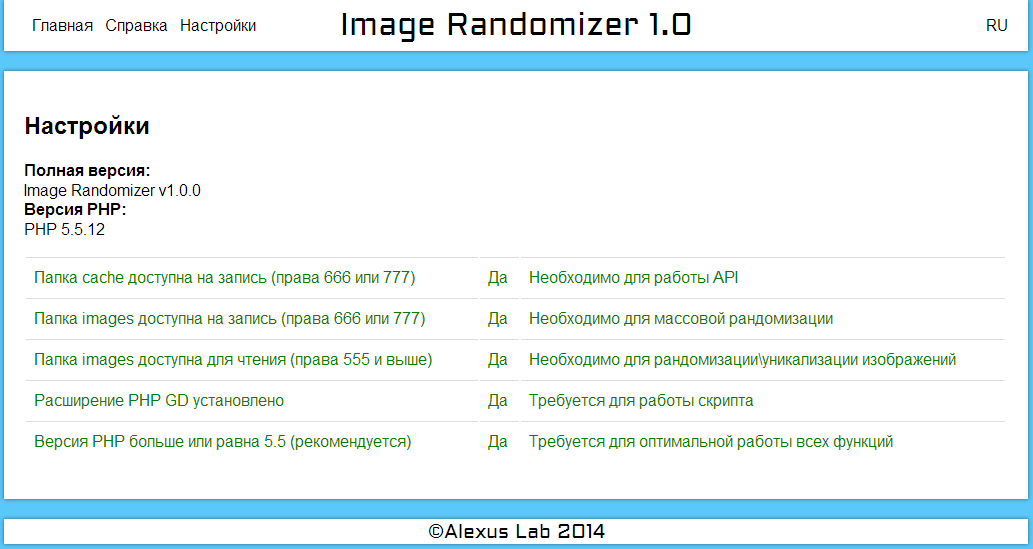 Главная Справка Настройки Image Randomizer 1.0 RU
Настройки
Полная версия:
Image Randomizer v1.0.0
Версия PHP:
PHP 5.5.12
Папка cache доступна на запись (права 666 или 777) Да Необходимо для работы API
Папка images доступна на запись (права 666 или 777) Да Необходимо для массовой рандомизации
Папка images доступна для чтения (права 555 и выше) Да Необходимо для рандомизации\уникализации изображений
Расширение PHP GD установлено Да Требуется для работы скрипта
Версия PHP больше или равна 5.5 (рекомендуется) Да Требуется для оптимальной работы всех функций
©Alexus Lab 2014